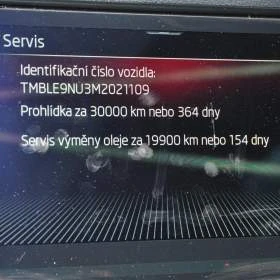 Servis
Identifikační číslo vozidla:
TMBLE9NU3M2021109
Prohlídka za 30000 km nebo 364 dny
Servis výměny oleje za 19900 km nebo 154 dny